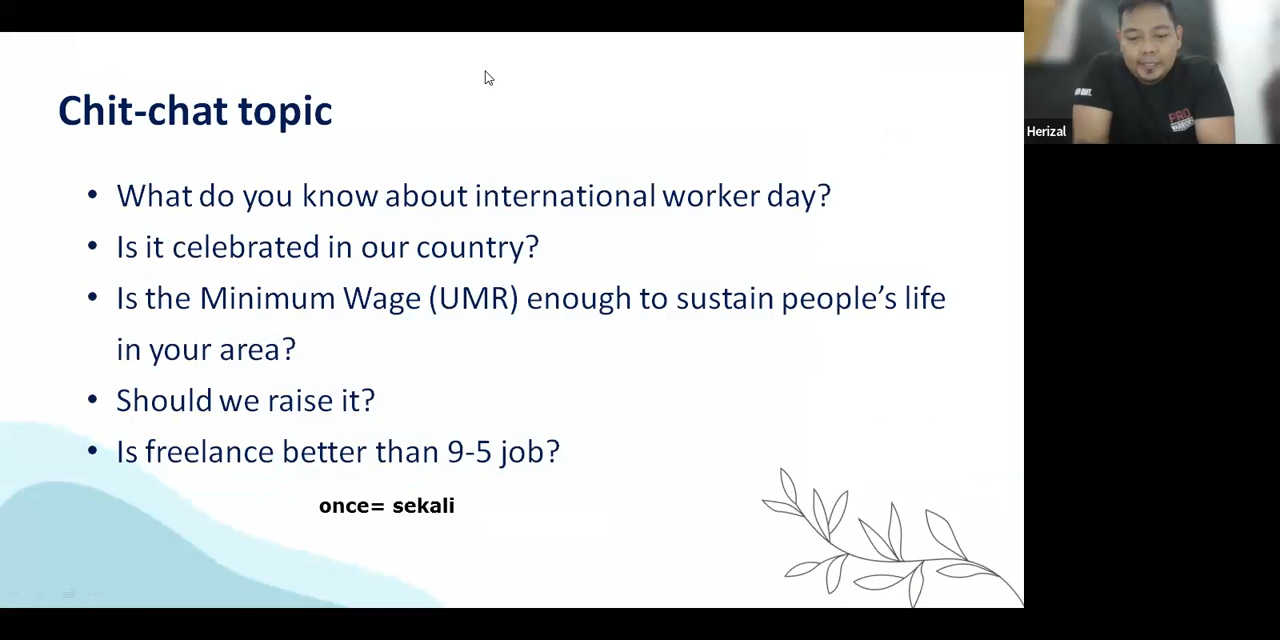 Chit-chat topic
• What do you know about international worker day?
• Is it celebrated in our country?
• Is the Minimum Wage (UMR) enough to sustain people's life
in your area?
• Should we raise it?
• Is freelance better than 9-5 job?
once= sekali
Herizal
PRO